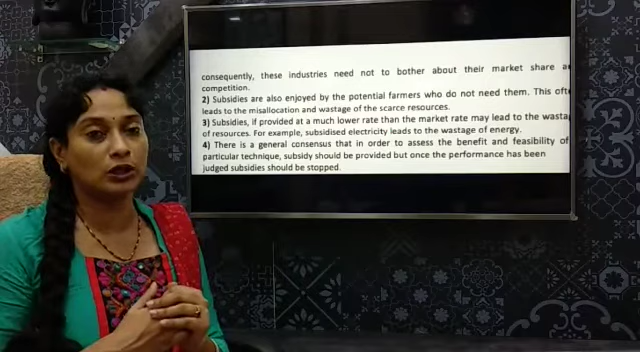 consequently, these industries need not to bother about their market share
competition.
2) Subsidies are also enjoyed by the potential farmers who do not need them. This
leads to the misallocation and wastage of the scarce resources.
3) Subsidies, if provided at a much lower rate than the market rate may lead to the
of resources. For example, subsidised electricity leads to the wastage of energy.
4) There is a general consensus that in order to assess the benefit and feasibility of
particular technique, subsidy should be provided but once the performance has been
judged subsidies should be stopped.